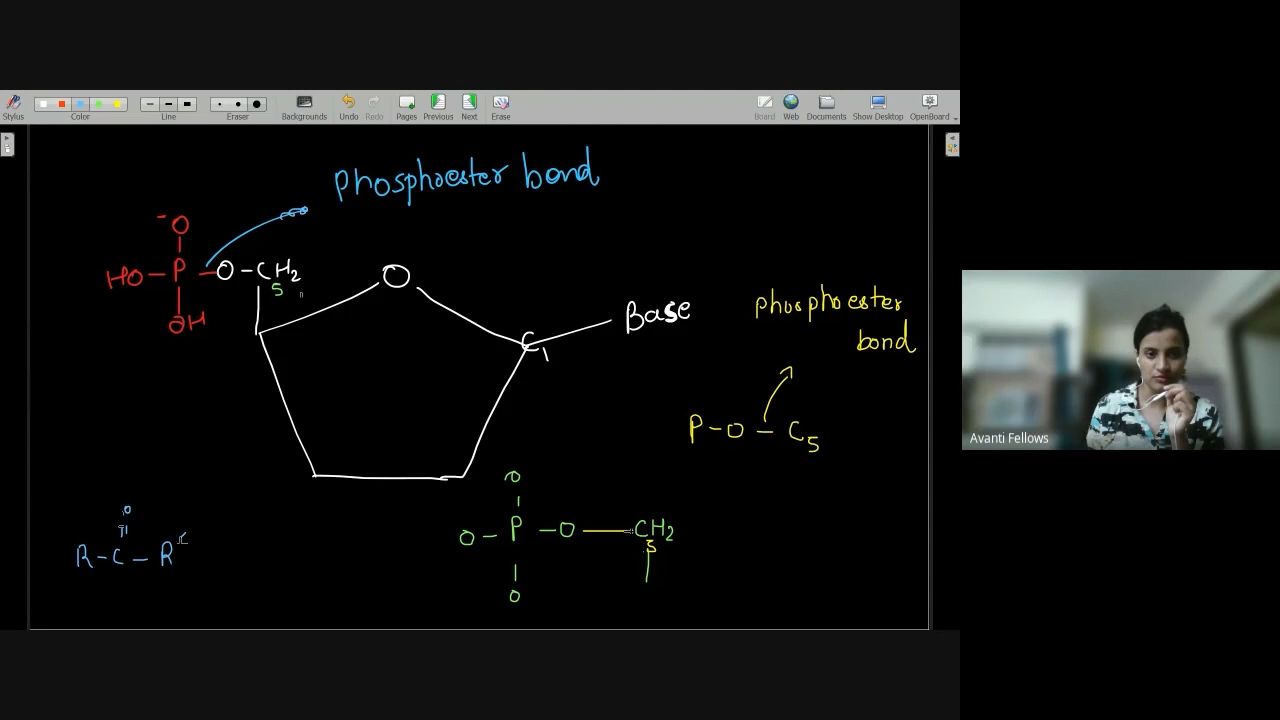 Stylus
Color
Line
Eraser
Backgrounds
Undo
Redo
Pages
Previous
Next
Erase
Board
Web
Documents
Show Desktop
OpenBoard
phosphoester bond
-O
HO-P-O-CH2
5
OH
O
C1
Base
phosphoester
bond
P-O-C5
O
O-P-O-CH2
5
O
O
R-C-R'
Avanti Fellows